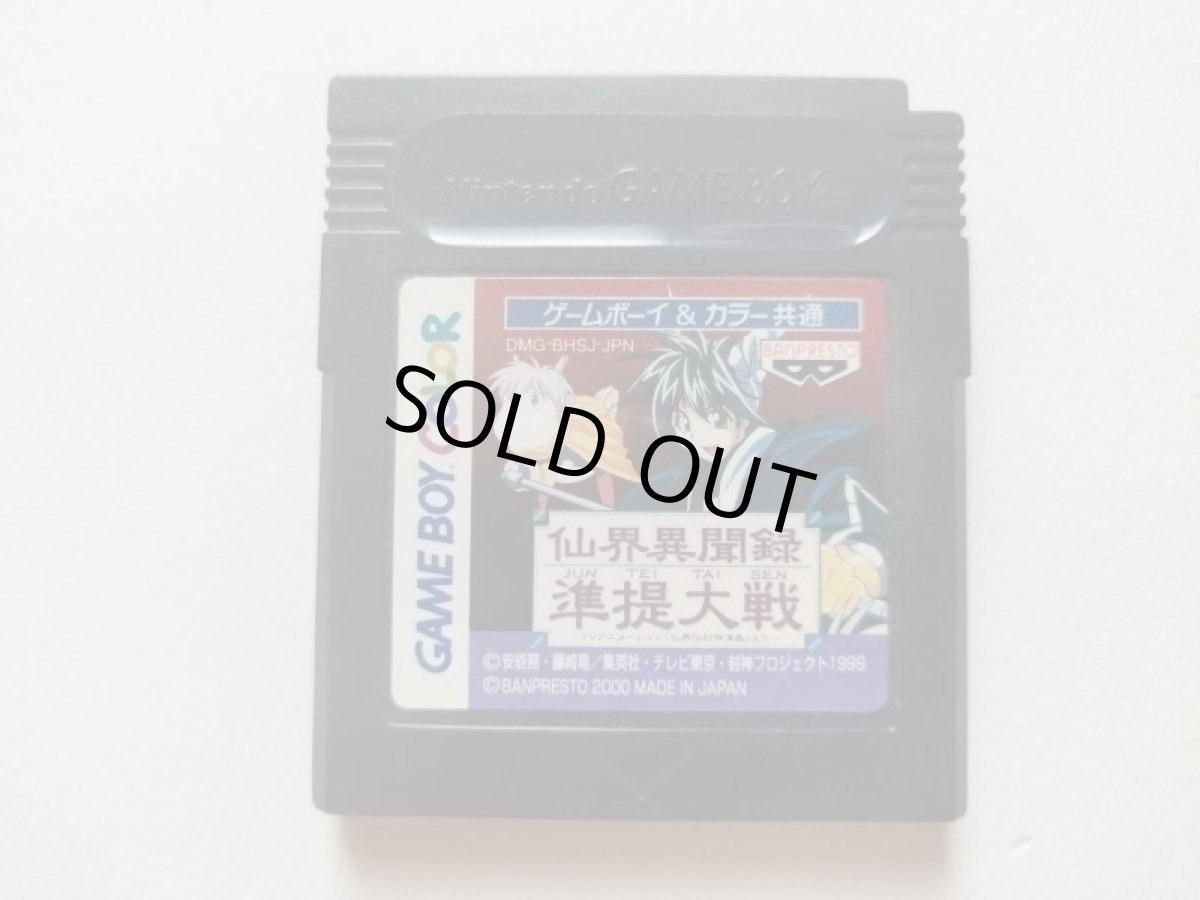 Nintendo GAME BOY TM
ゲームボーイ & カラー共通
DMG-BHSJ-JPN
BANPRESTO
GAME BOY COLOR
SOLD OUT
仙界異聞録
JUN TEI TAI SEN
準提大戦
©安能務・藤崎竜／集英社・テレビ東京・封神プロジェクト1999
©BANPRESTO 2000 MADE IN JAPAN